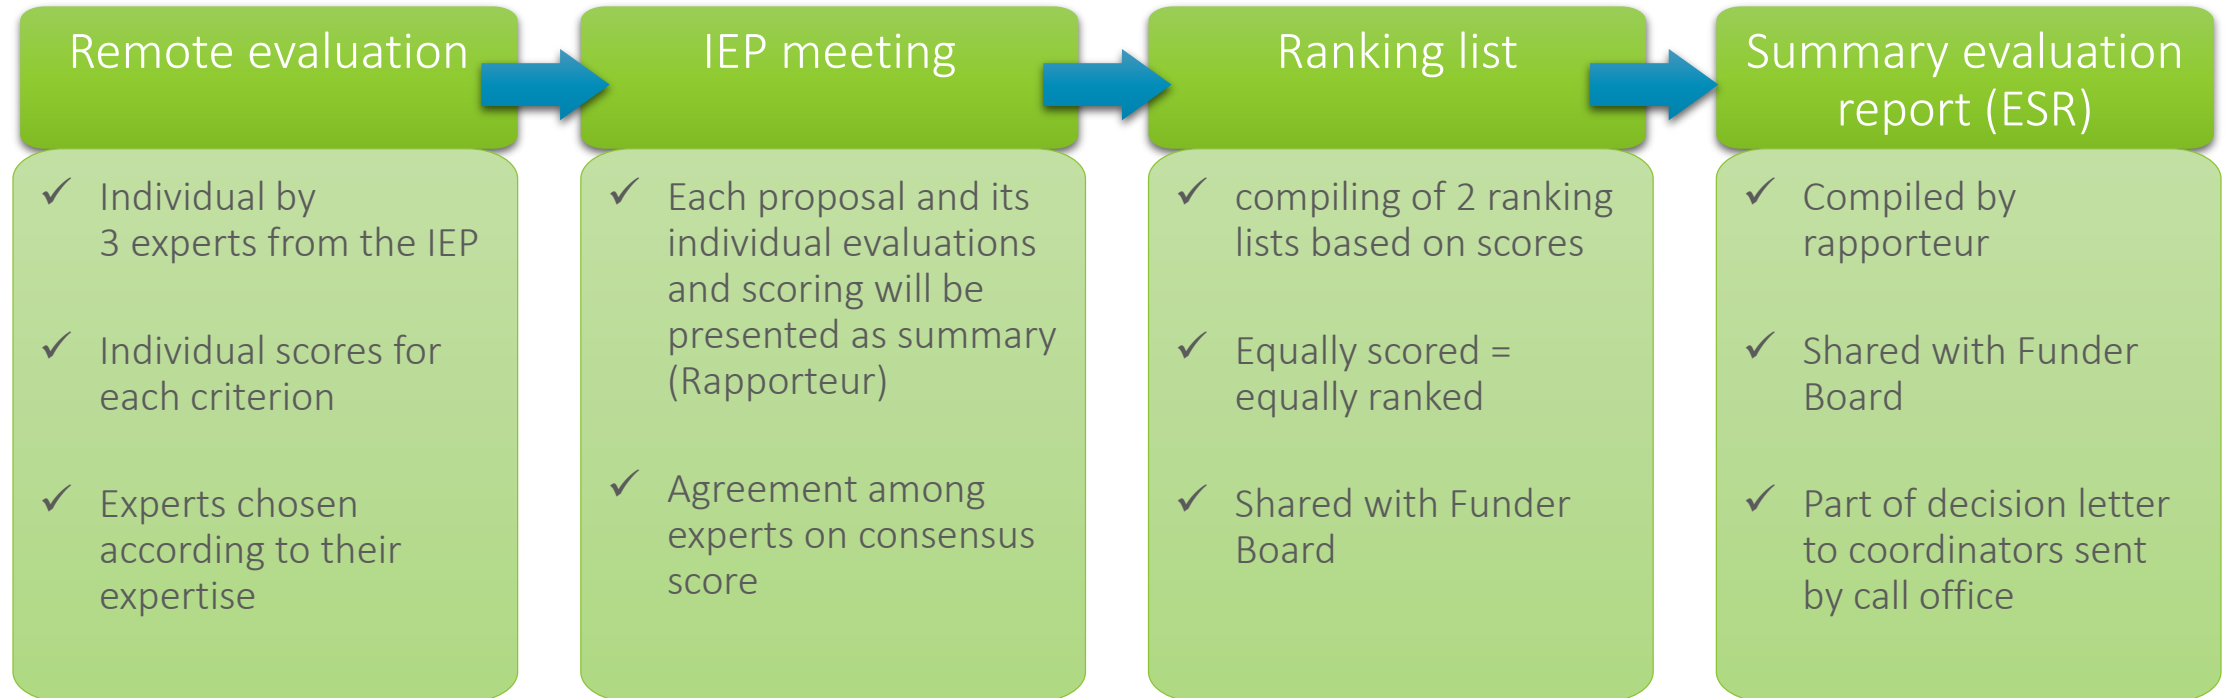 Remote evaluation
✓ Individual by
3 experts from the IEP
✓ Individual scores for
each criterion
✓ Experts chosen
according to their
expertise
IEP meeting
✓ Each proposal and its
individual evaluations
and scoring will be
presented as summary
(Rapporteur)
✓ Agreement among
experts on consensus
score
Ranking list
✓ compiling of 2 ranking
lists based on scores
✓ Equally scored =
equally ranked
✓ Shared with Funder
Board
Summary evaluation
report (ESR)
✓ Compiled by
rapporteur
✓ Shared with Funder
Board
✓ Part of decision letter
to coordinators sent
by call office